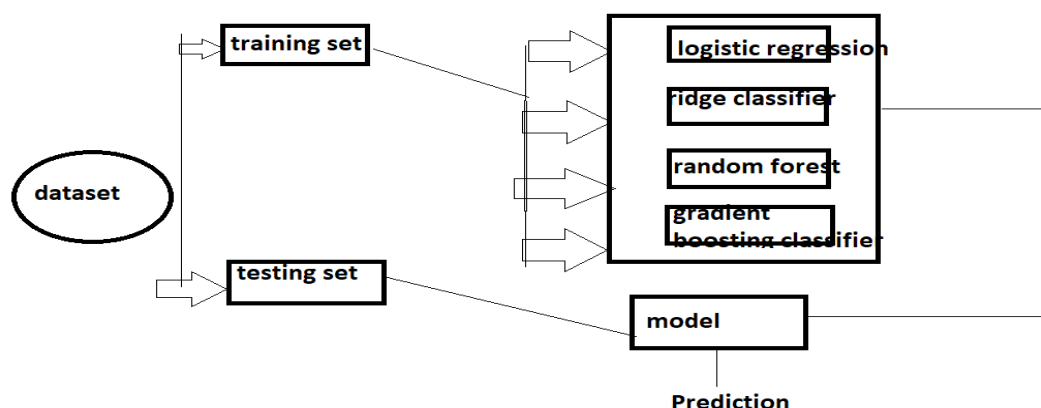 training set
logistic regression
ridge classifier
dataset
random forest
gradient
boosting classifier
testing set
model
Prediction